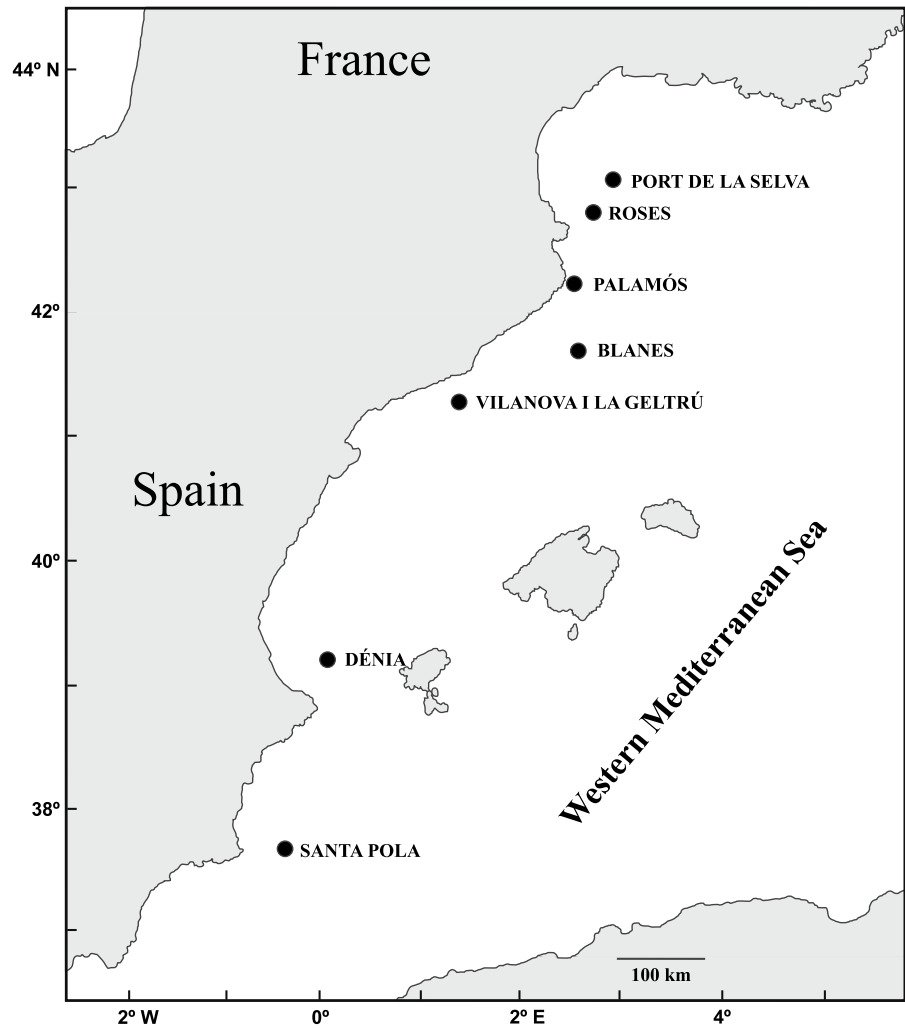 France
44º N
PORT DE LA SELVA
ROSES
PALAMÓS
42º
BLANES
VILANOVA I LA GELTRÚ
Spain
40º
Western Mediterranean Sea
DÉNIA
38º
SANTA POLA
100 km
2º W
0º
2º E
4º